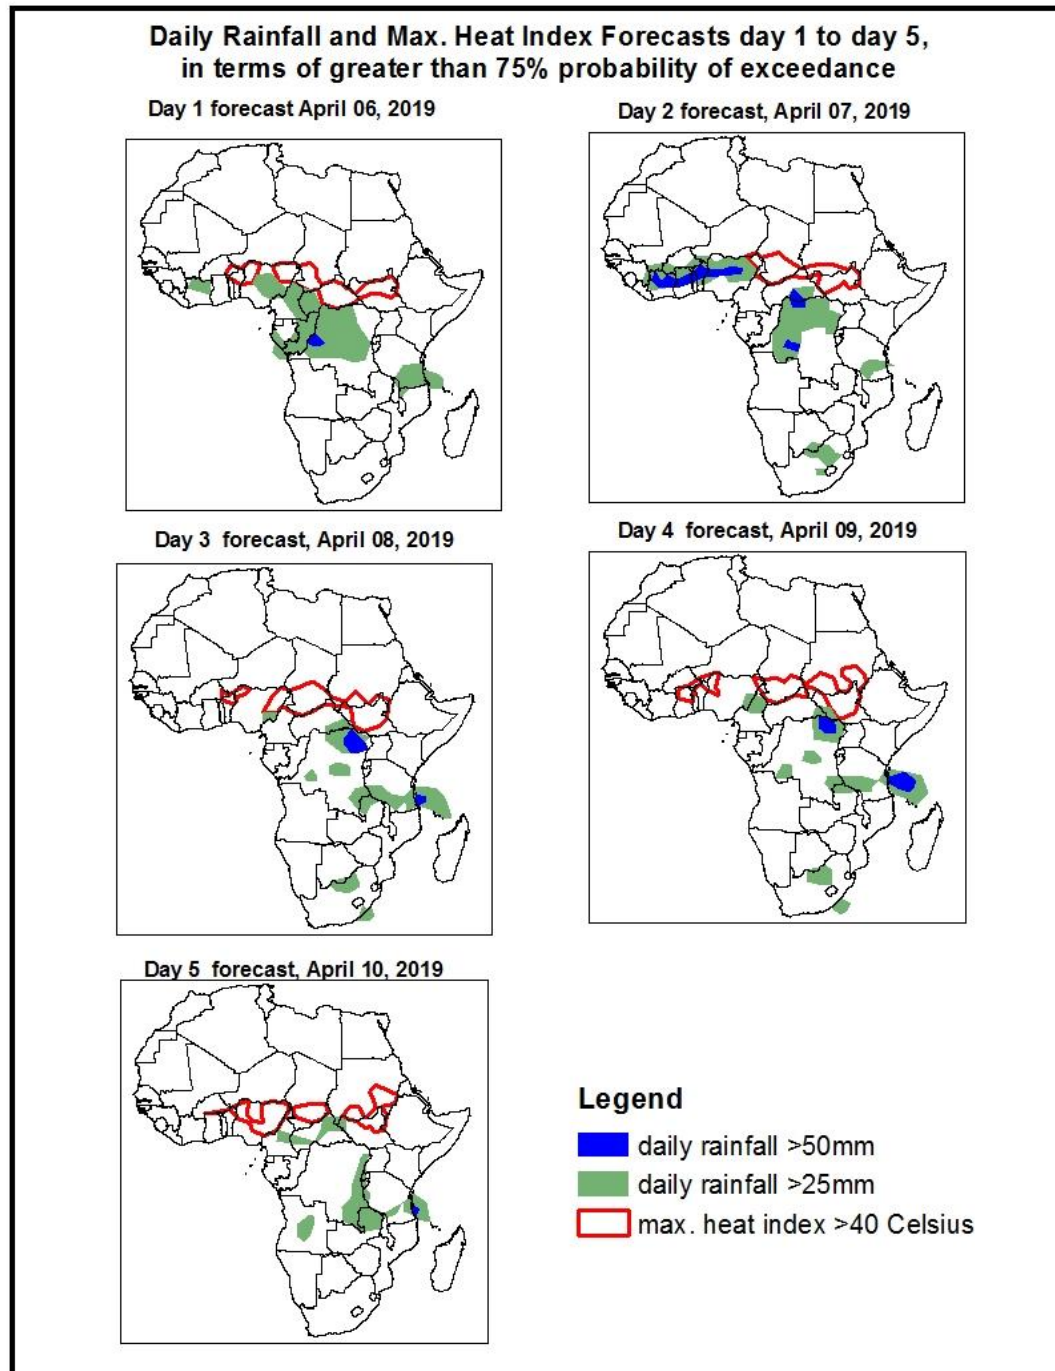 Daily Rainfall and Max. Heat Index Forecasts day 1 to day 5,
in terms of greater than 75% probability of exceedance
Day 1 forecast April 06, 2019
Day 2 forecast, April 07, 2019
Day 3 forecast, April 08, 2019
Day 4 forecast, April 09, 2019
Day 5 forecast, April 10, 2019
Legend
daily rainfall >50mm
daily rainfall >25mm
max. heat index >40 Celsius